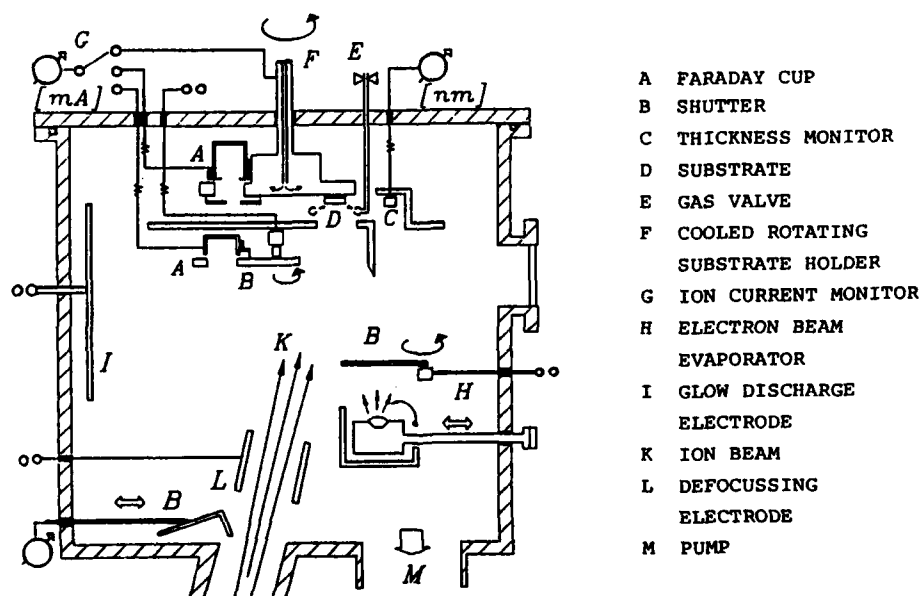 G
F
E
[mA]
[nm]
A
D
C
A
B
K
B
H
I
L
B
M
A FARADAY CUP
B SHUTTER
C THICKNESS MONITOR
D SUBSTRATE
E GAS VALVE
F COOLED ROTATING
SUBSTRATE HOLDER
G ION CURRENT MONITOR
H ELECTRON BEAM
EVAPORATOR
I GLOW DISCHARGE
ELECTRODE
K ION BEAM
L DEFOCUSSING
ELECTRODE
M PUMP